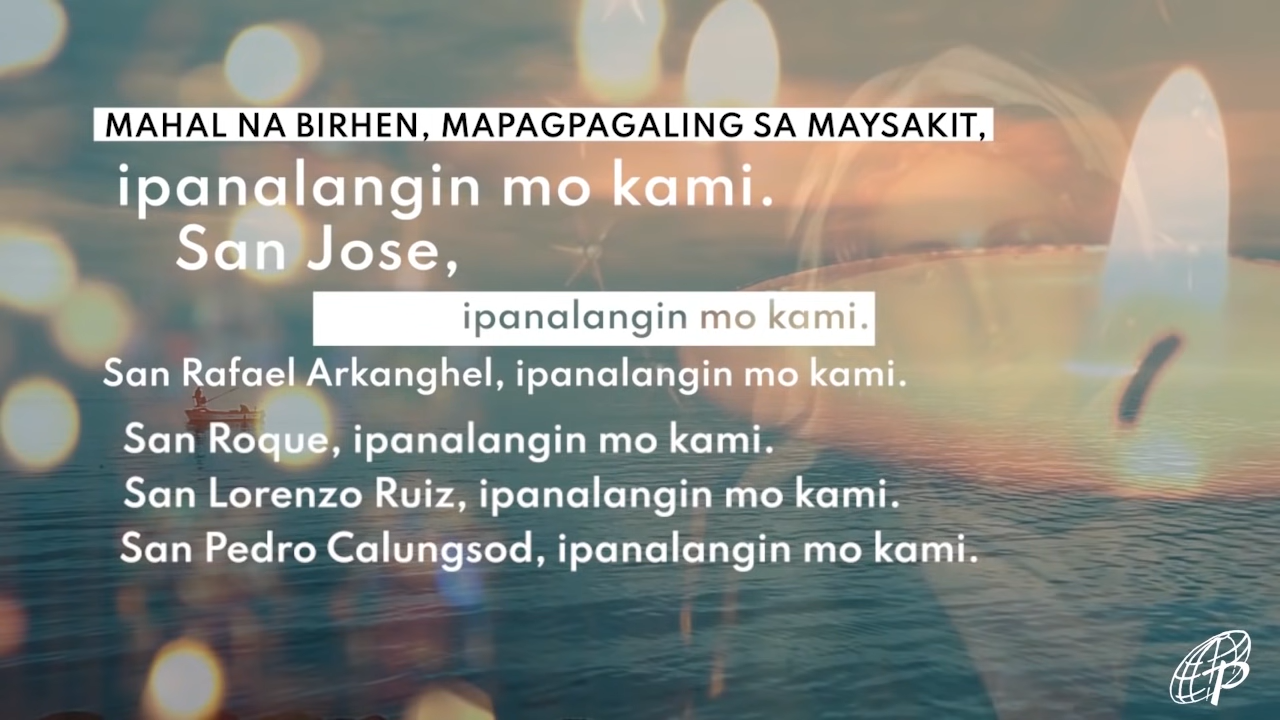 MAHAL NA BIRHEN, MAPAGPAGALING SA MAYSAKIT,
ipanalangin mo kami.
San Jose,
ipanalangin mo kami.
San Rafael Arkanghel, ipanalangin mo kami.
San Roque, ipanalangin mo kami.
San Lorenzo Ruiz, ipanalangin mo kami.
San Pedro Calungsod, ipanalangin mo kami.